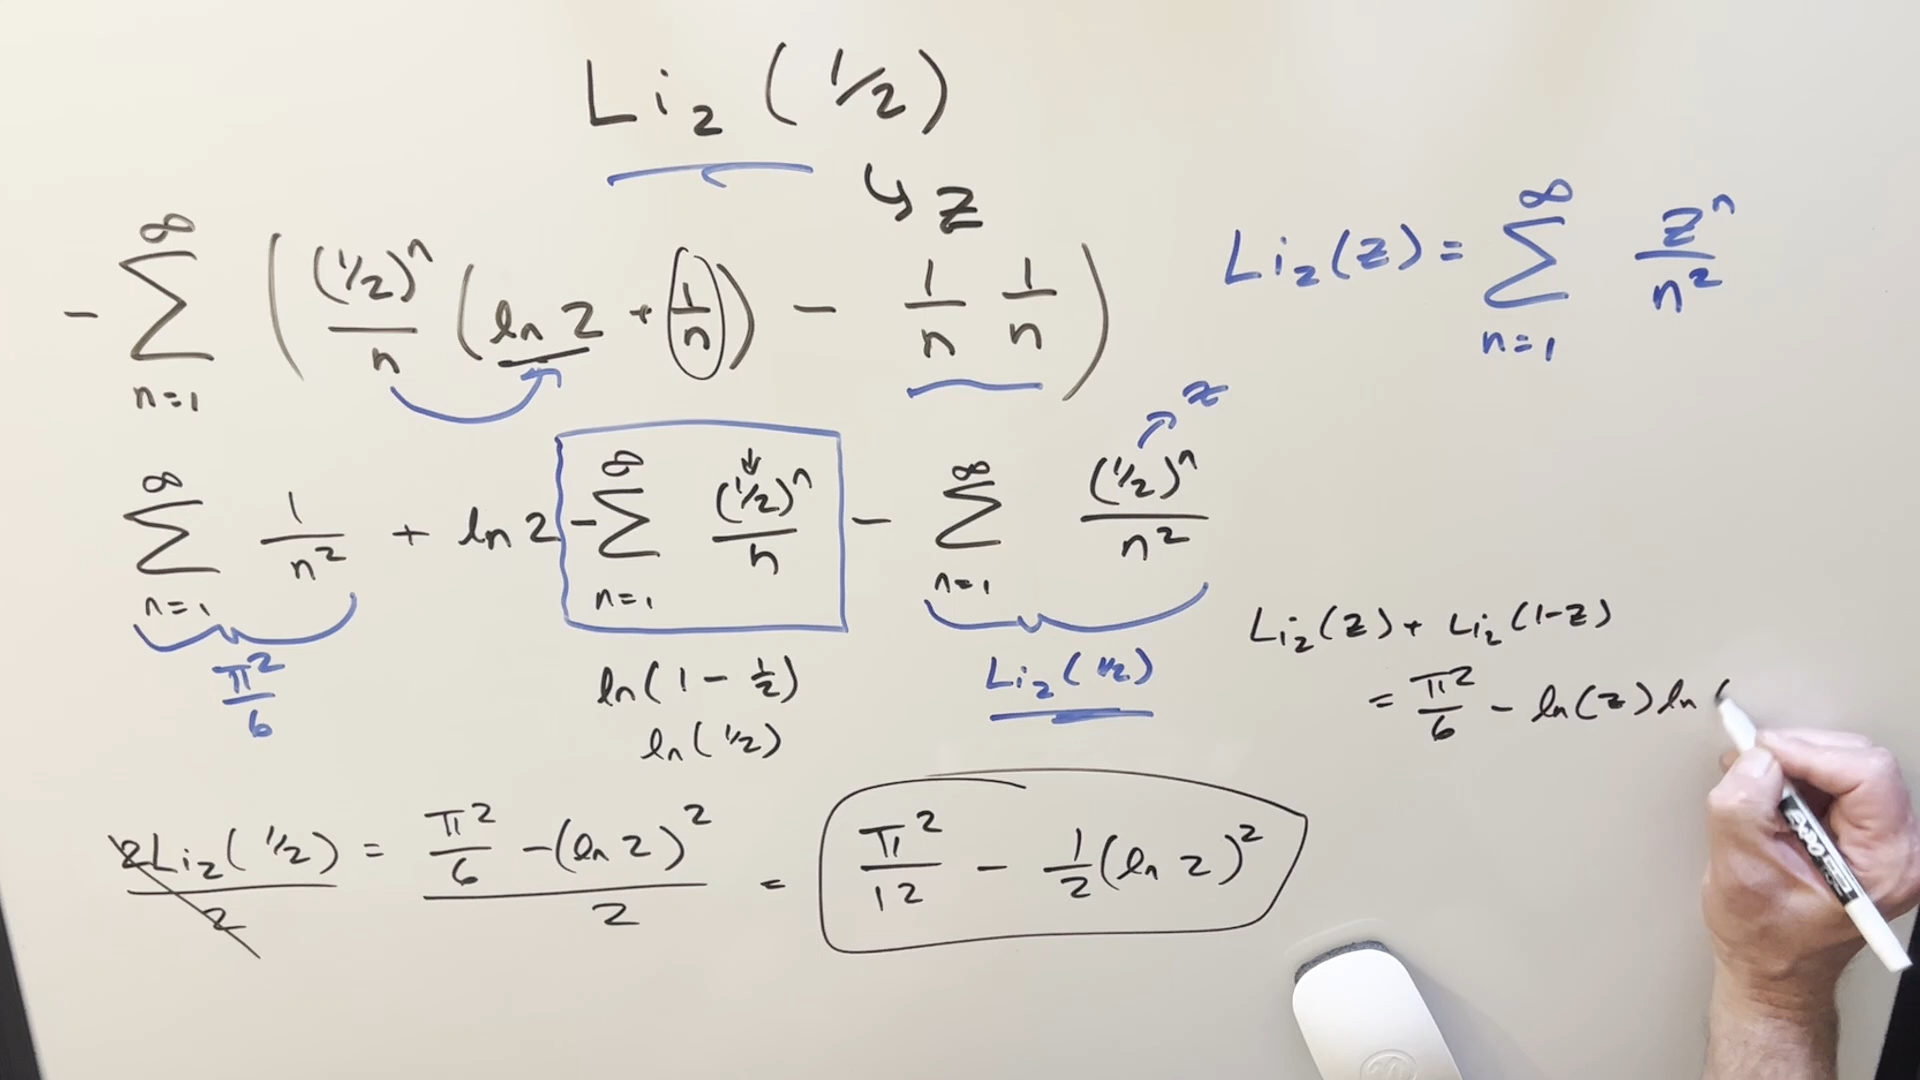 Li₂(1/2)
↳ z
Li₂(z) = ∞∑n=1 zⁿ/n²
- ∞∑n=1 ( (1/2)ⁿ/n (ln 2 + 1/n) - 1/n 1/n )
z
∞∑n=1 1/n² + ln 2 -∞∑n=1 (1/2)ⁿ/n - ∞∑n=1 (1/2)ⁿ/n²
π²/6
ln(1 - 1/2)
Li₂(1/2)
ln(1/2)
Li₂(z) + Li₂(1-z)
= π²/6 - ln(z) ln (
2Li₂(1/2)/2 = (π²/6 - (ln 2)²)/2 = π²/12 - 1/2(ln 2)²
EXPO